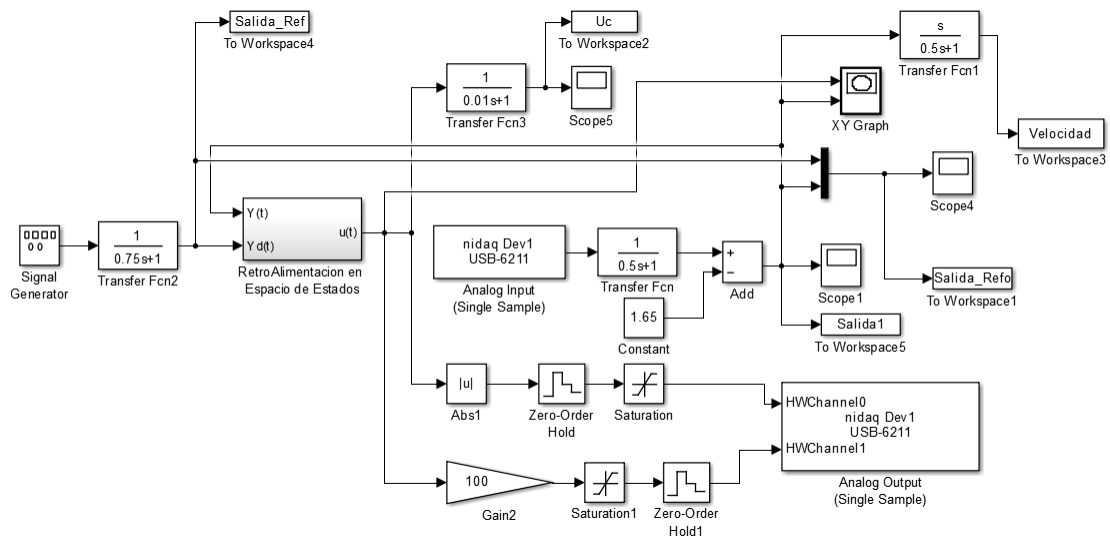 Salida_Ref
To Workspace4
Uc
To Workspace2
s
0.5s+1
Transfer Fcn1
1
0.01s+1
Transfer Fcn3
Scope5
XY Graph
Velocidad
To Workspace3
Scope4
Signal
Generator
1
0.75s+1
Transfer Fcn2
Y(t)
Yd(t)
u(t)
RetroAlimentacion en
Espacio de Estados
nidaq Dev1
USB-6211
Analog Input
(Single Sample)
1
0.5s+1
Transfer Fcn
+
−
Add
1.65
Constant
Scope1
Salida_Refo
To Workspace1
Salida1
To Workspace5
|u|
Abs1
Zero-Order
Hold
Saturation
HWChannel0
nidaq Dev1
USB-6211
HWChannel1
Analog Output
(Single Sample)
100
Gain2
Saturation1
Zero-Order
Hold1